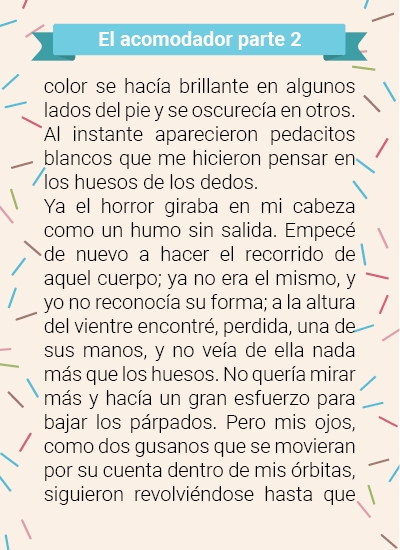 El acomodador parte 2
color se hacía brillante en algunos
lados del pie y se oscurecía en otros.
Al instante aparecieron pedacitos
blancos que me hicieron pensar en
los huesos de los dedos.
Ya el horror giraba en mi cabeza
como un humo sin salida. Empecé
de nuevo a hacer el recorrido de
aquel cuerpo; ya no era el mismo, y
yo no reconocía su forma; a la altura
del vientre encontré, perdida, una de
sus manos, y no veía de ella nada
más que los huesos. No quería mirar
más y hacía un gran esfuerzo para
bajar los párpados. Pero mis ojos,
como dos gusanos que se movieran
por su cuenta dentro de mis órbitas,
siguieron revolviéndose hasta que